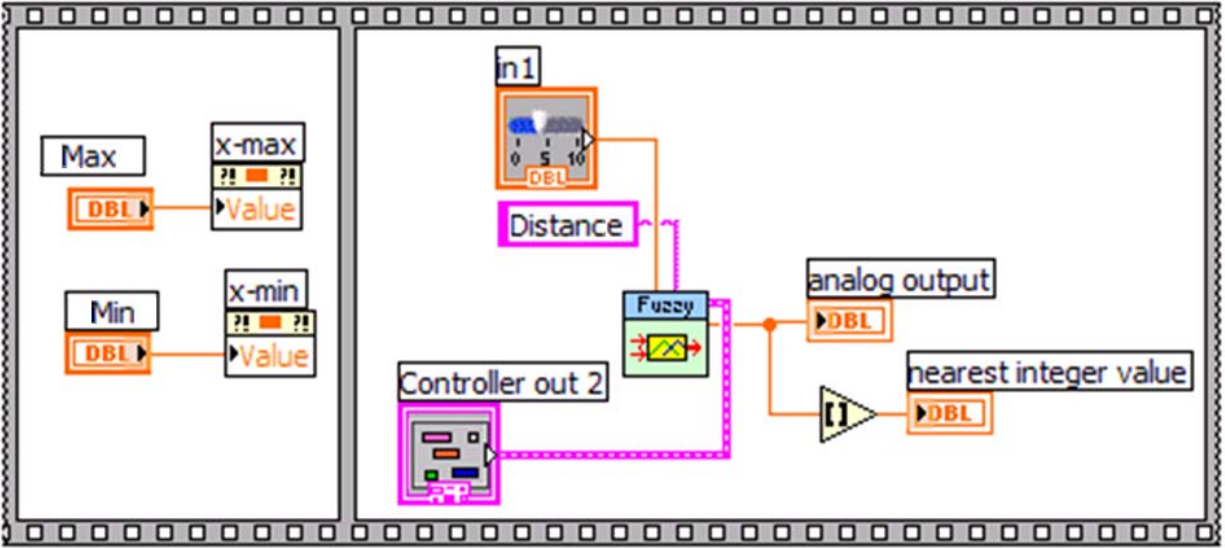 Max
x-max
?! ?!
DBL
Value
Min
x-min
?! ?!
DBL
Value
in1
0 5 10
DBL
Distance
Fuzzy
Controller out 2
analog output
DBL
nearest integer value
[ ]
DBL